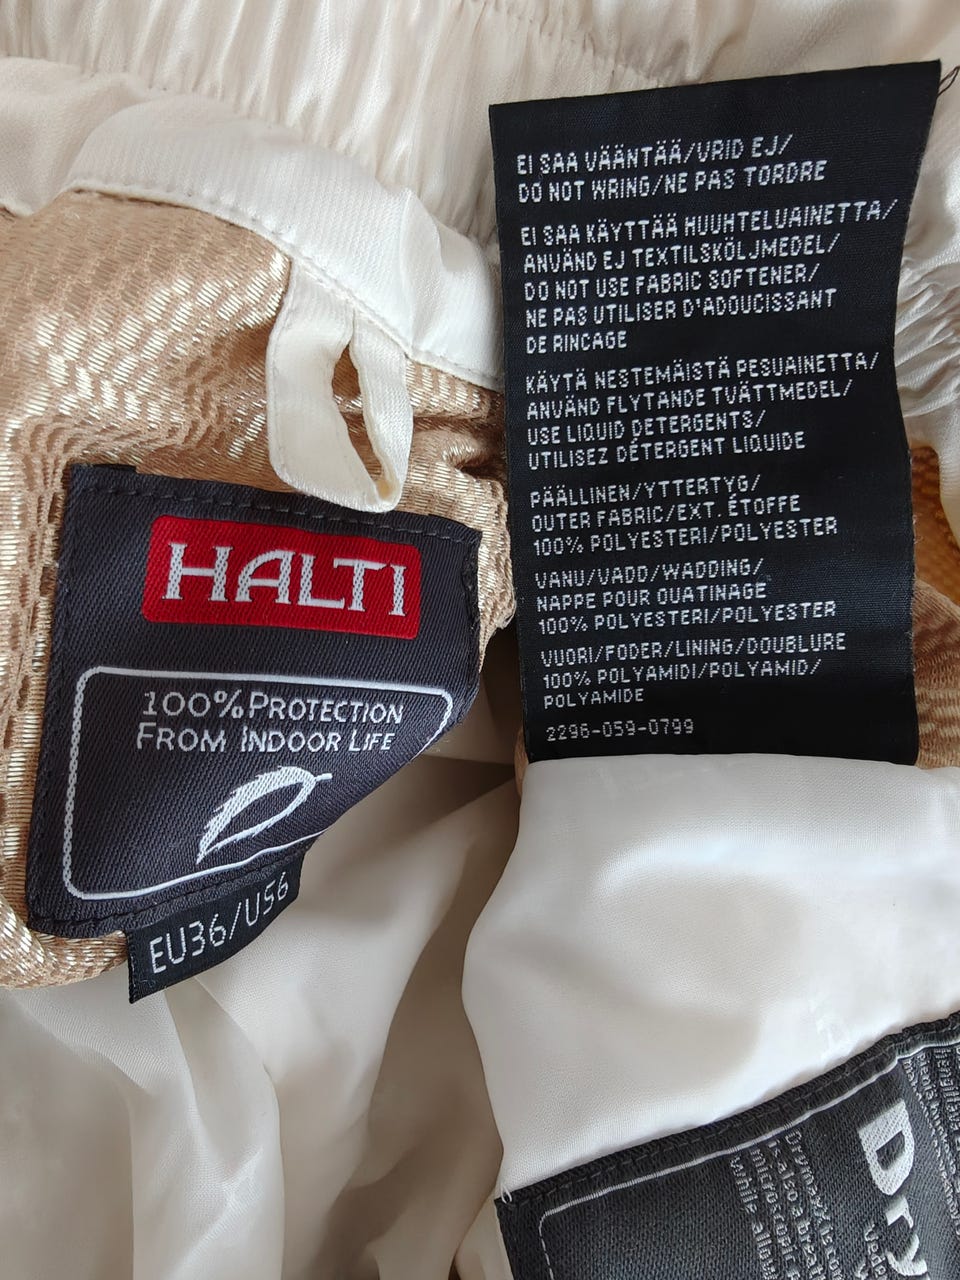 EI SAA VÄÄNTÄÄ/VRID EJ/
DO NOT WRING/NE PAS TORDRE
EI SAA KÄYTTÄÄ HUUHTELUAINETTA/
ANVÄND EJ TEXTILSKÖLJMEDEL/
DO NOT USE FABRIC SOFTENER/
NE PAS UTILISER D'ADOUCISSANT
DE RINCAGE
KÄYTÄ NESTEMÄISTÄ PESUAINETTA/
ANVÄND FLYTANDE TVÄTTMEDEL/
USE LIQUID DETERGENTS/
UTILISEZ DÉTERGENT LIQUIDE
PÄÄLLINEN/YTTERTYG/
OUTER FABRIC/EXT. ÉTOFFE
100% POLYESTERI/POLYESTER
VANU/VADD/WADDING/
NAPPE POUR OUATINAGE
100% POLYESTERI/POLYESTER
VUORI/FODER/LINING/DOUBLURE
100% POLYAMIDI/POLYAMID/
POLYAMIDE
2296-059-0799
HALTI
100% PROTECTION
FROM INDOOR LIFE
EU36/US6
Dry
is also a
while